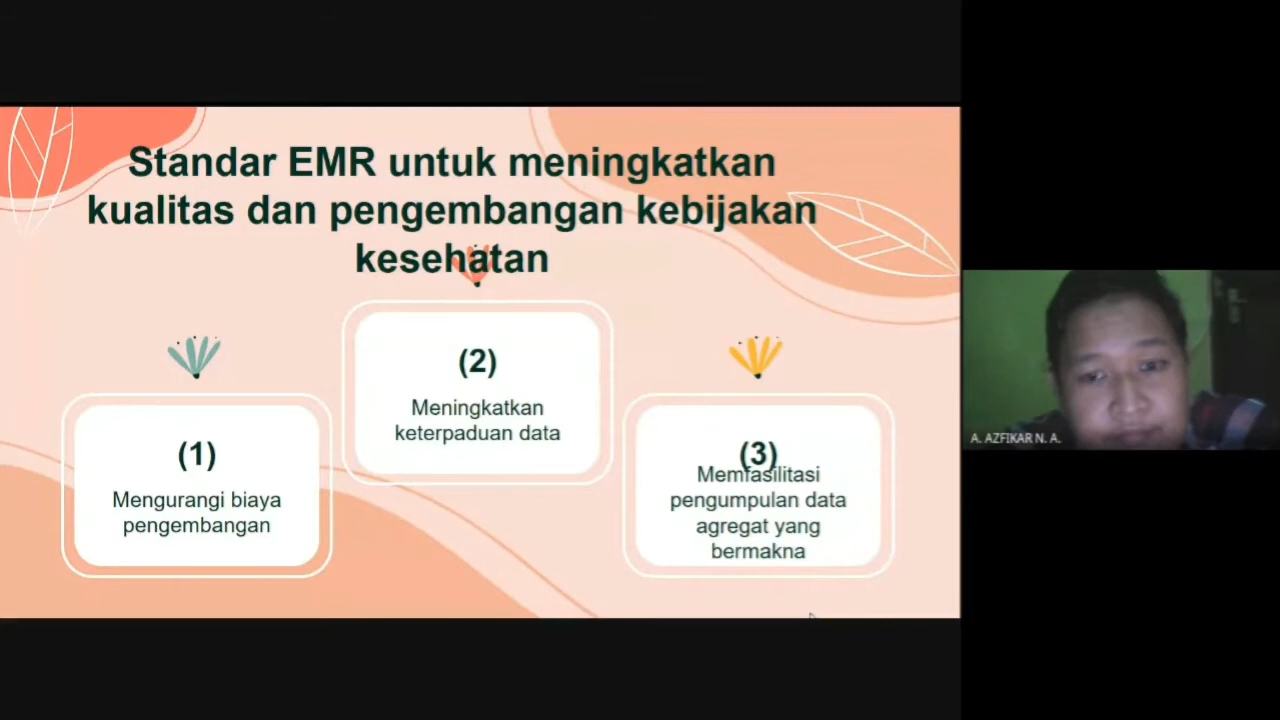 Standar EMR untuk meningkatkan
kualitas dan pengembangan kebijakan
kesehatan
(1)
Mengurangi biaya
pengembangan
(2)
Meningkatkan
keterpaduan data
(3)
Memfasilitasi
pengumpulan data
agregat yang
bermakna
A. AZFIKAR N. A.